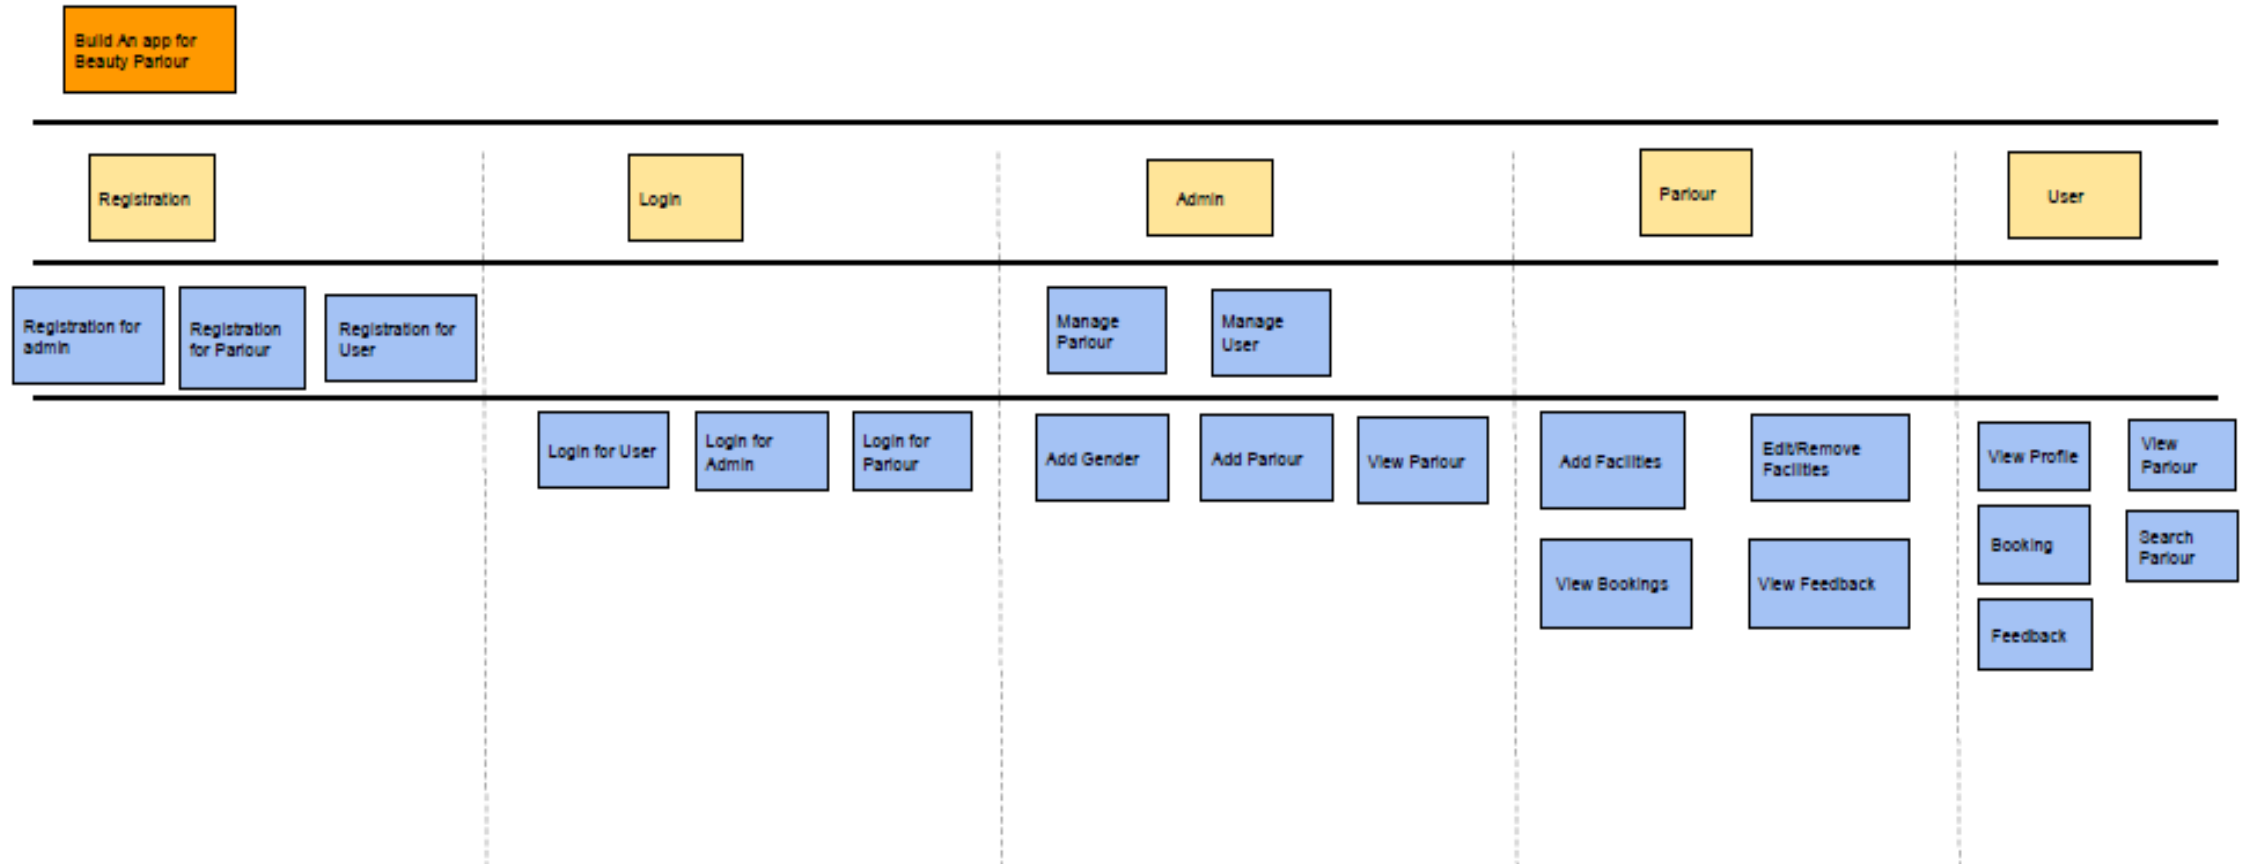 Build An app for
Beauty Parlour
Registration
Login
Admin
Parlour
User
Registration for
admin
Registration
for Parlour
Registration for
User
Manage
Parlour
Manage
User
Login for User
Login for
Admin
Login for
Parlour
Add Gender
Add Parlour
View Parlour
Add Facilities
Edit/Remove
Facilities
View Profile
View
Parlour
View Bookings
View Feedback
Booking
Search
Parlour
Feedback